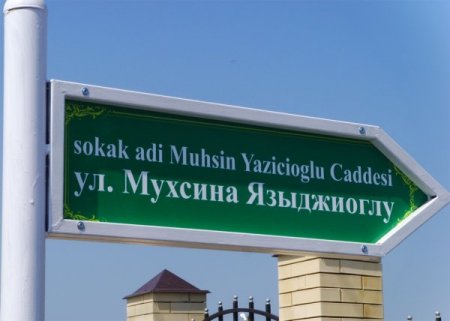 sokak adi Muhsin Yazicioglu Caddesi
ул. Мухсина Языджиоглу